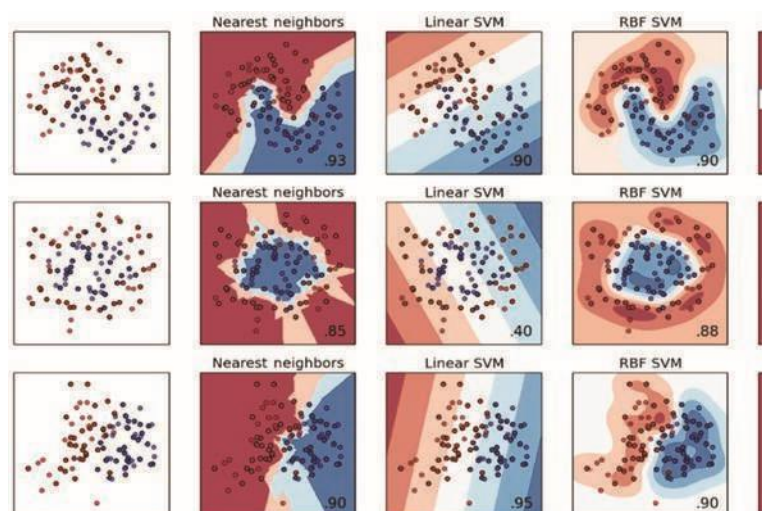 Nearest neighbors Linear SVM RBF SVM
.93 .90 .90
Nearest neighbors Linear SVM RBF SVM
.85 .40 .88
Nearest neighbors Linear SVM RBF SVM
.90 .95 .90